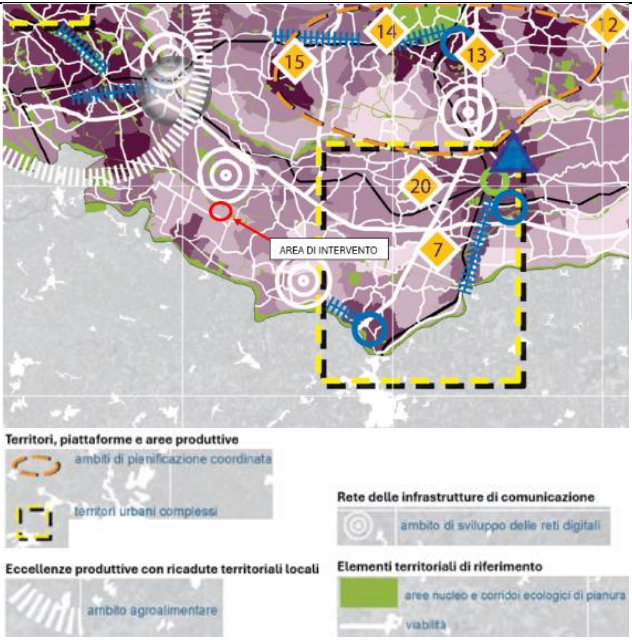 12
14
13
15
20
AREA DI INTERVENTO
7
Territori, piattaforme e aree produttive
ambiti di pianificazione coordinata
territori urbani complessi
Eccellenze produttive con ricadute territoriali locali
ambito agroalimentare
Rete delle infrastrutture di comunicazione
ambito di sviluppo delle reti digitali
Elementi territoriali di riferimento
aree nucleo e corridoi ecologici di pianura
viabilità